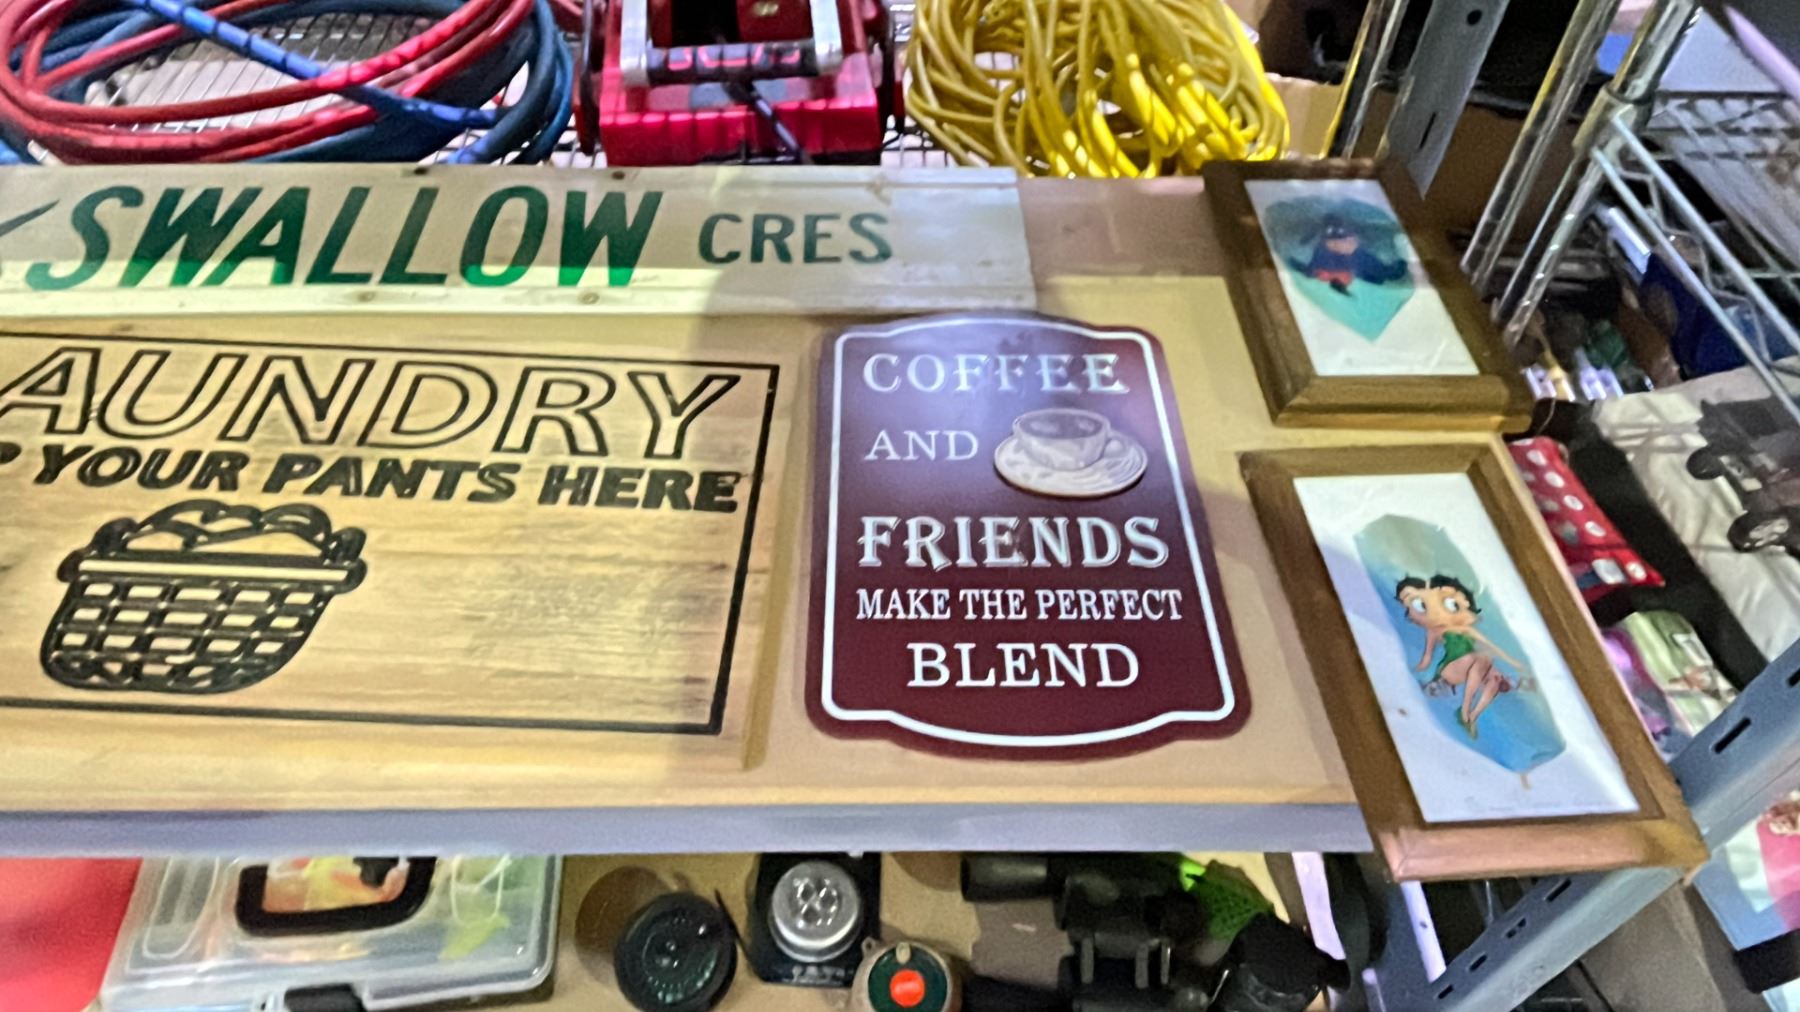 SWALLOW CRES
AUNDRY
P YOUR PANTS HERE
COFFEE
AND
FRIENDS
MAKE THE PERFECT
BLEND